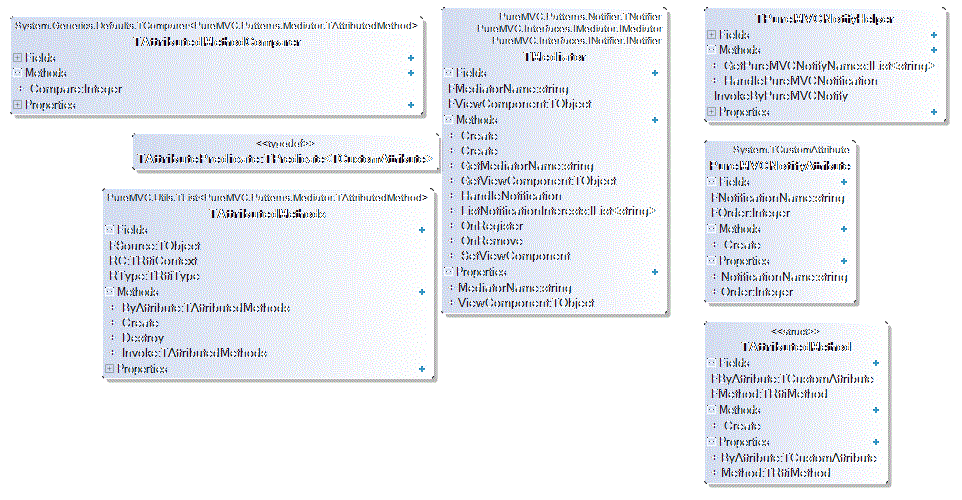 System.Generics.Defaults.TComparer<PureMVC.Patterns.Mediator.TAttributedMethod>
TAttributedMethodComparer
Fields
Methods
Compare:Integer
Properties
<<typedef>>
TAttributePredicate:TPredicate<TCustomAttribute>
PureMVC.Utils.TList<PureMVC.Patterns.Mediator.TAttributedMethod>
TAttributedMethods
Fields
FSource:TObject
RC:TRttiContext
RType:TRttiType
Methods
ByAttribute:TAttributedMethods
Create
Destroy
Invoke:TAttributedMethods
Properties
PureMVC.Patterns.Notifier.TNotifier
PureMVC.Interfaces.IMediator.IMediator
PureMVC.Interfaces.INotifier.INotifier
TMediator
Fields
FMediatorName:string
FViewComponent:TObject
Methods
Create
Create
GetMediatorName:string
GetViewComponent:TObject
HandleNotification
ListNotificationInterests:IList<string>
OnRegister
OnRemove
SetViewComponent
Properties
MediatorName:string
ViewComponent:TObject
TPureMVCNotifyHelper
Fields
Methods
GetPureMVCNotifyNames:IList<string>
HandlePureMVCNotification
InvokeByPureMVCNotify
Properties
System.TCustomAttribute
PureMVCNotifyAttribute
Fields
FNotificationName:string
FOrder:Integer
Methods
Create
Properties
NotificationName:string
Order:Integer
<<struct>>
TAttributedMethod
Fields
FByAttribute:TCustomAttribute
FMethod:TRttiMethod
Methods
Create
Properties
ByAttribute:TCustomAttribute
Method:TRttiMethod